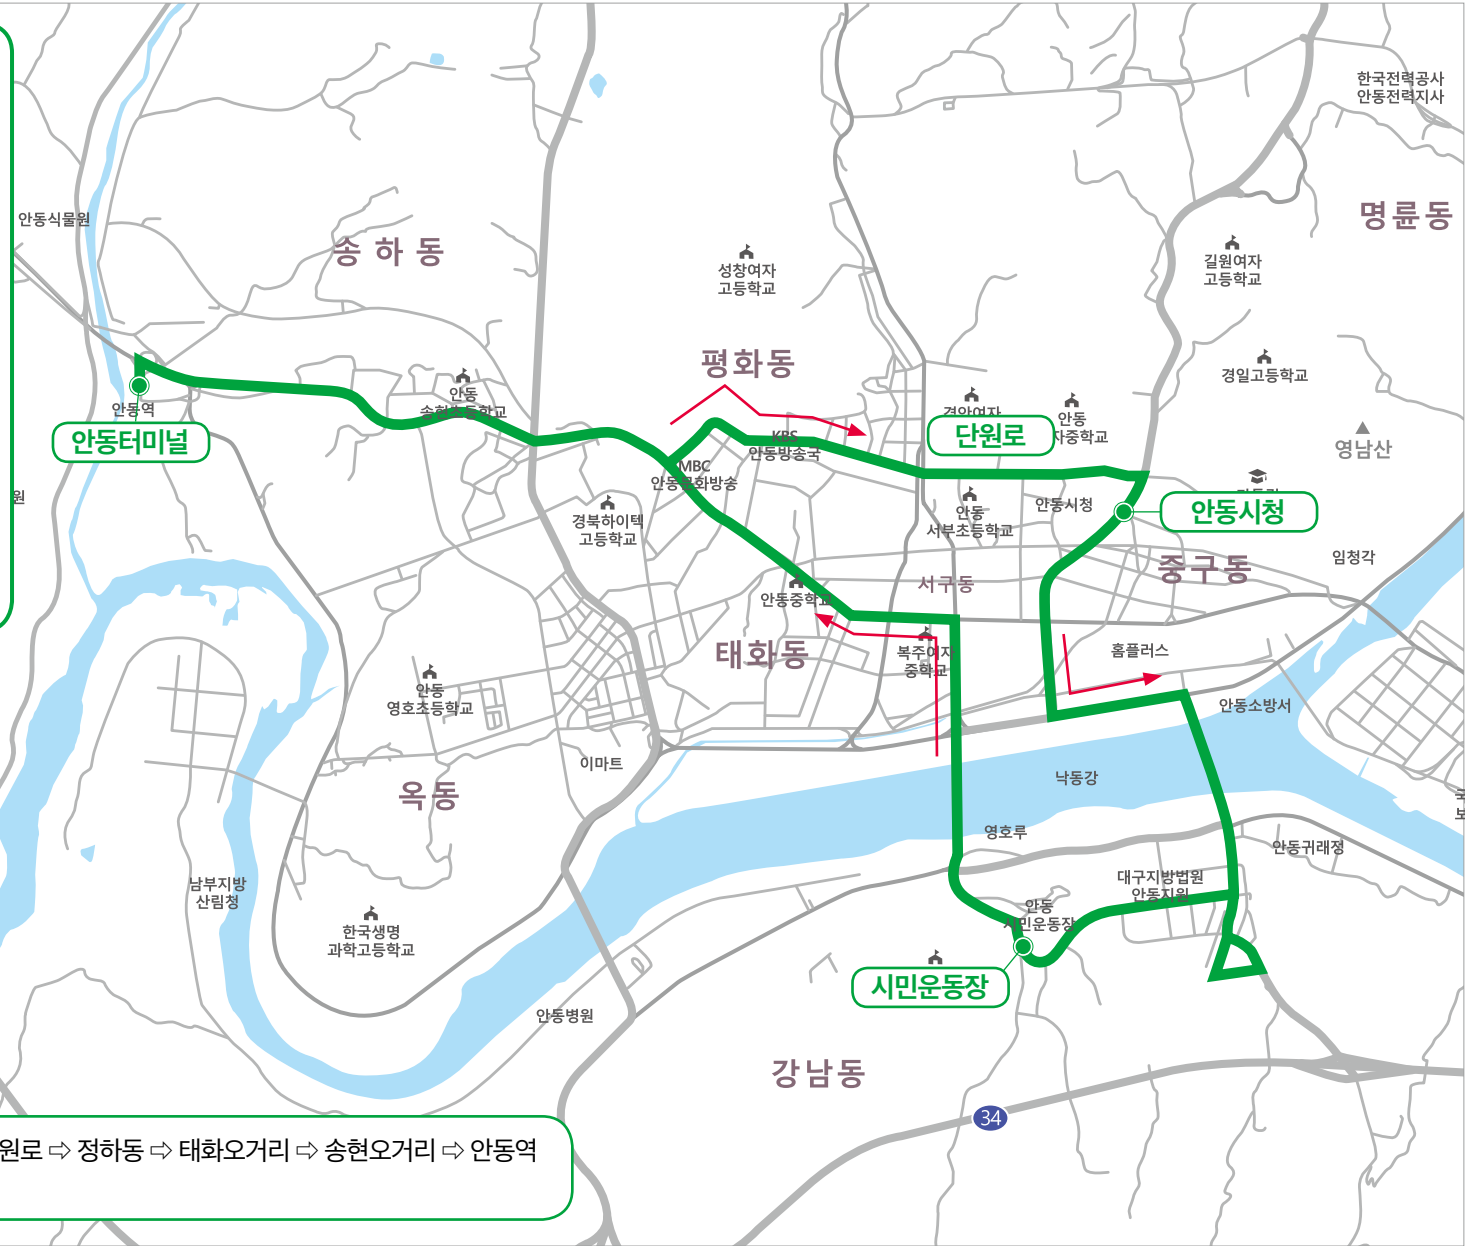 한국전력공사
안동전력지사
안동식물원
명륜동
송하동
성창여자
고등학교
길원여자
고등학교
평화동
경일고등학교
안동
송현초등학교
안동역
안동터미널
경안여자
단원로
안동
자중학교
영남산
KBS
안동방송국
MBC
안동문화방송
원
경북하이텍
고등학교
안동
서부초등학교
안동시청
안동시청
임청각
중구동
서구동
안동중학교
태화동
복주여자
중학교
홈플러스
안동
영호초등학교
안동소방서
이마트
낙동강
옥동
영호루
안동귀래정
남부지방
산림청
대구지방법원
안동지원
한국생명
과학고등학교
안동
시민운동장
시민운동장
안동병원
강남동
34
원로 ⇨ 정하동 ⇨ 태화오거리 ⇨ 송현오거리 ⇨ 안동역